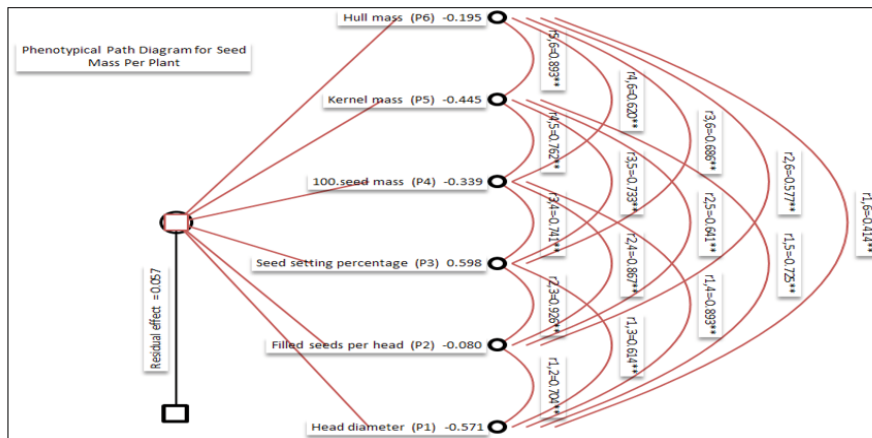 Phenotypical Path Diagram for Seed
Mass Per Plant
Hull mass (P6) -0.195
Kernel mass (P5) -0.445
100.seed mass (P4) -0.339
Seed setting percentage (P3) 0.598
Filled seeds per head (P2) -0.080
Head diameter (P1) -0.571
Residual effect = 0.057
r5,6=0.893**
r4,5=0.762**
r3,4=0.741**
r2,3=0.926**
r1,2=0.704**
r4,6=0.620**
r3,5=0.733**
r2,4=0.867**
r1,3=0.614**
r3,6=0.686**
r2,5=0.641**
r1,4=0.893**
r2,6=0.577**
r1,5=0.725**
r1,6=0.414**